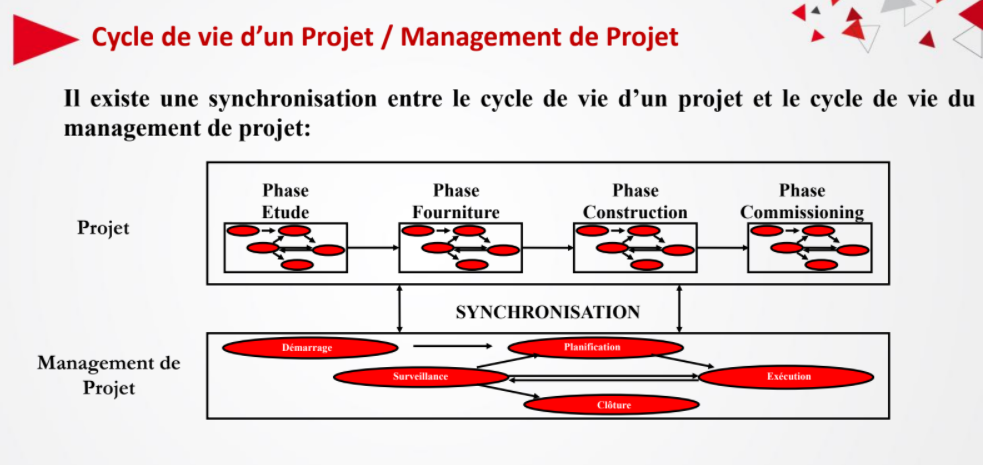 Cycle de vie d’un Projet / Management de Projet
Il existe une synchronisation entre le cycle de vie d’un projet et le cycle de vie du
management de projet:
Projet
Phase
Etude
Phase
Fourniture
Phase
Construction
Phase
Commissioning
SYNCHRONISATION
Management de
Projet
Démarrage
Planification
Surveillance
Exécution
Clôture